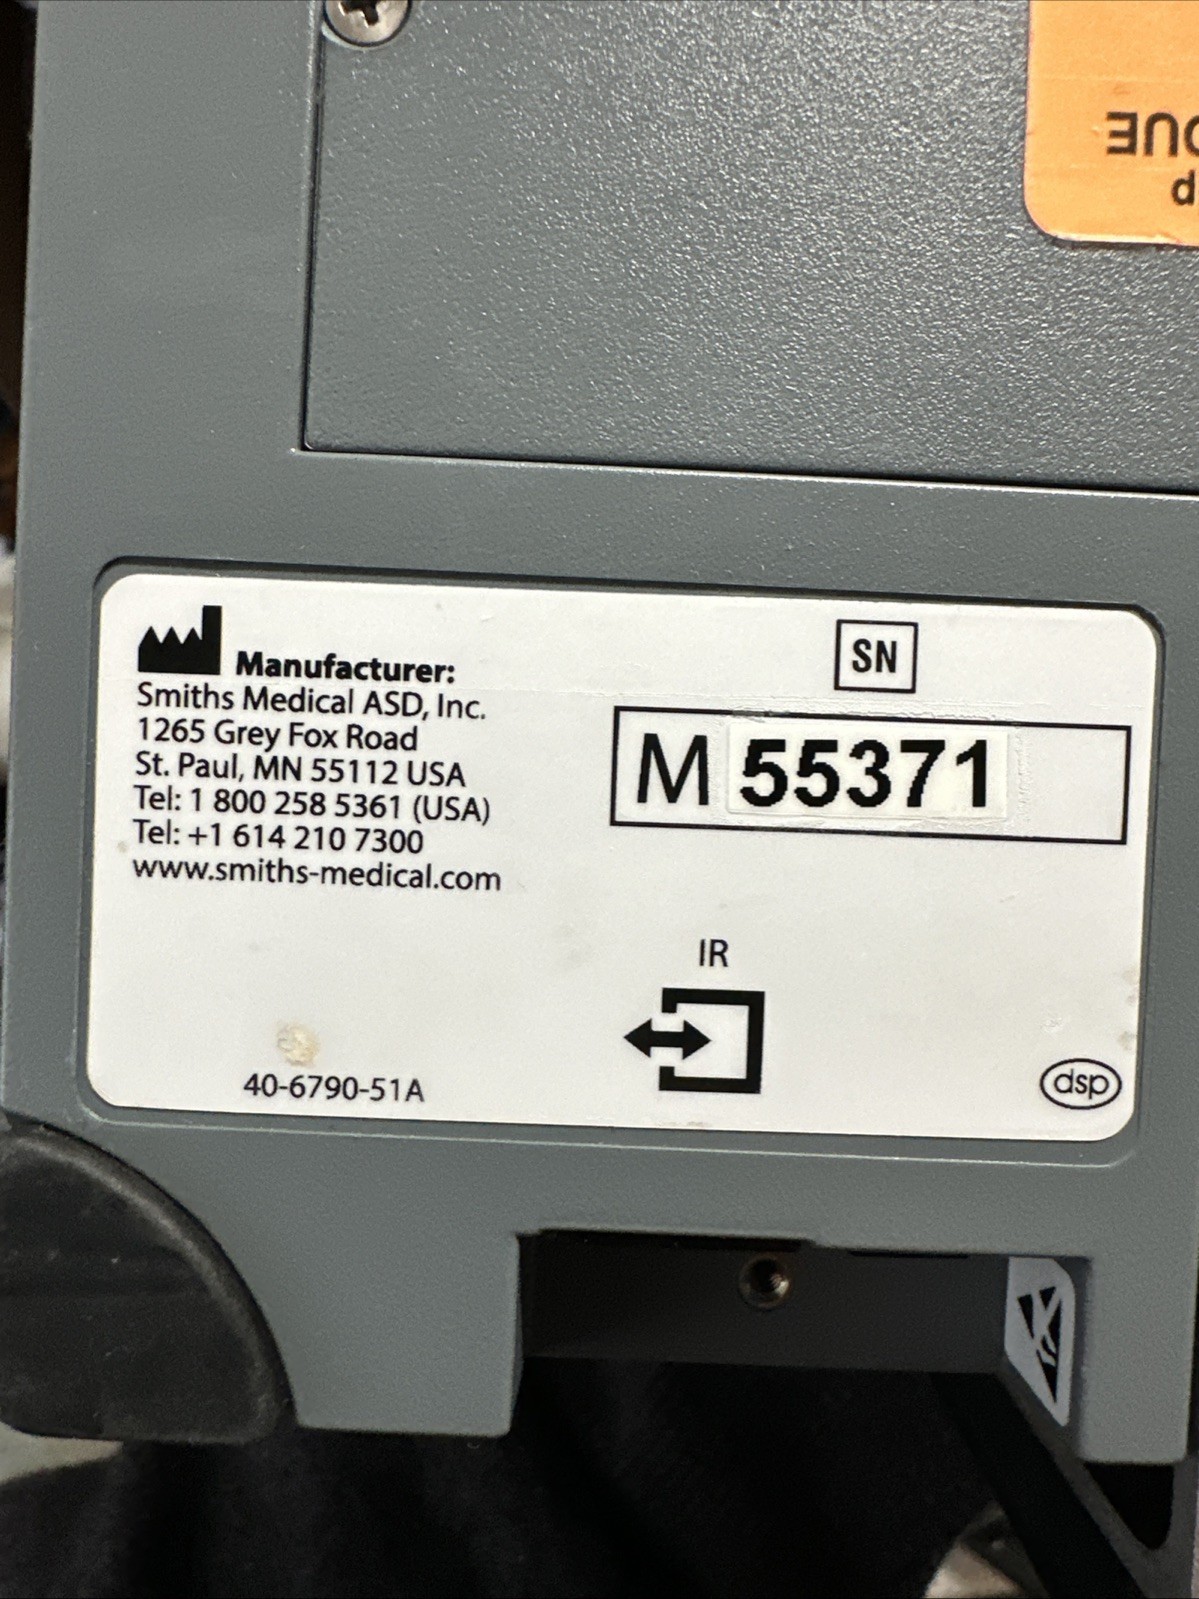 Manufacturer:
Smiths Medical ASD, Inc.
1265 Grey Fox Road
St. Paul, MN 55112 USA
Tel: 1 800 258 5361 (USA)
Tel: +1 614 210 7300
www.smiths-medical.com
40-6790-51A
SN
M 55371
IR
dsp